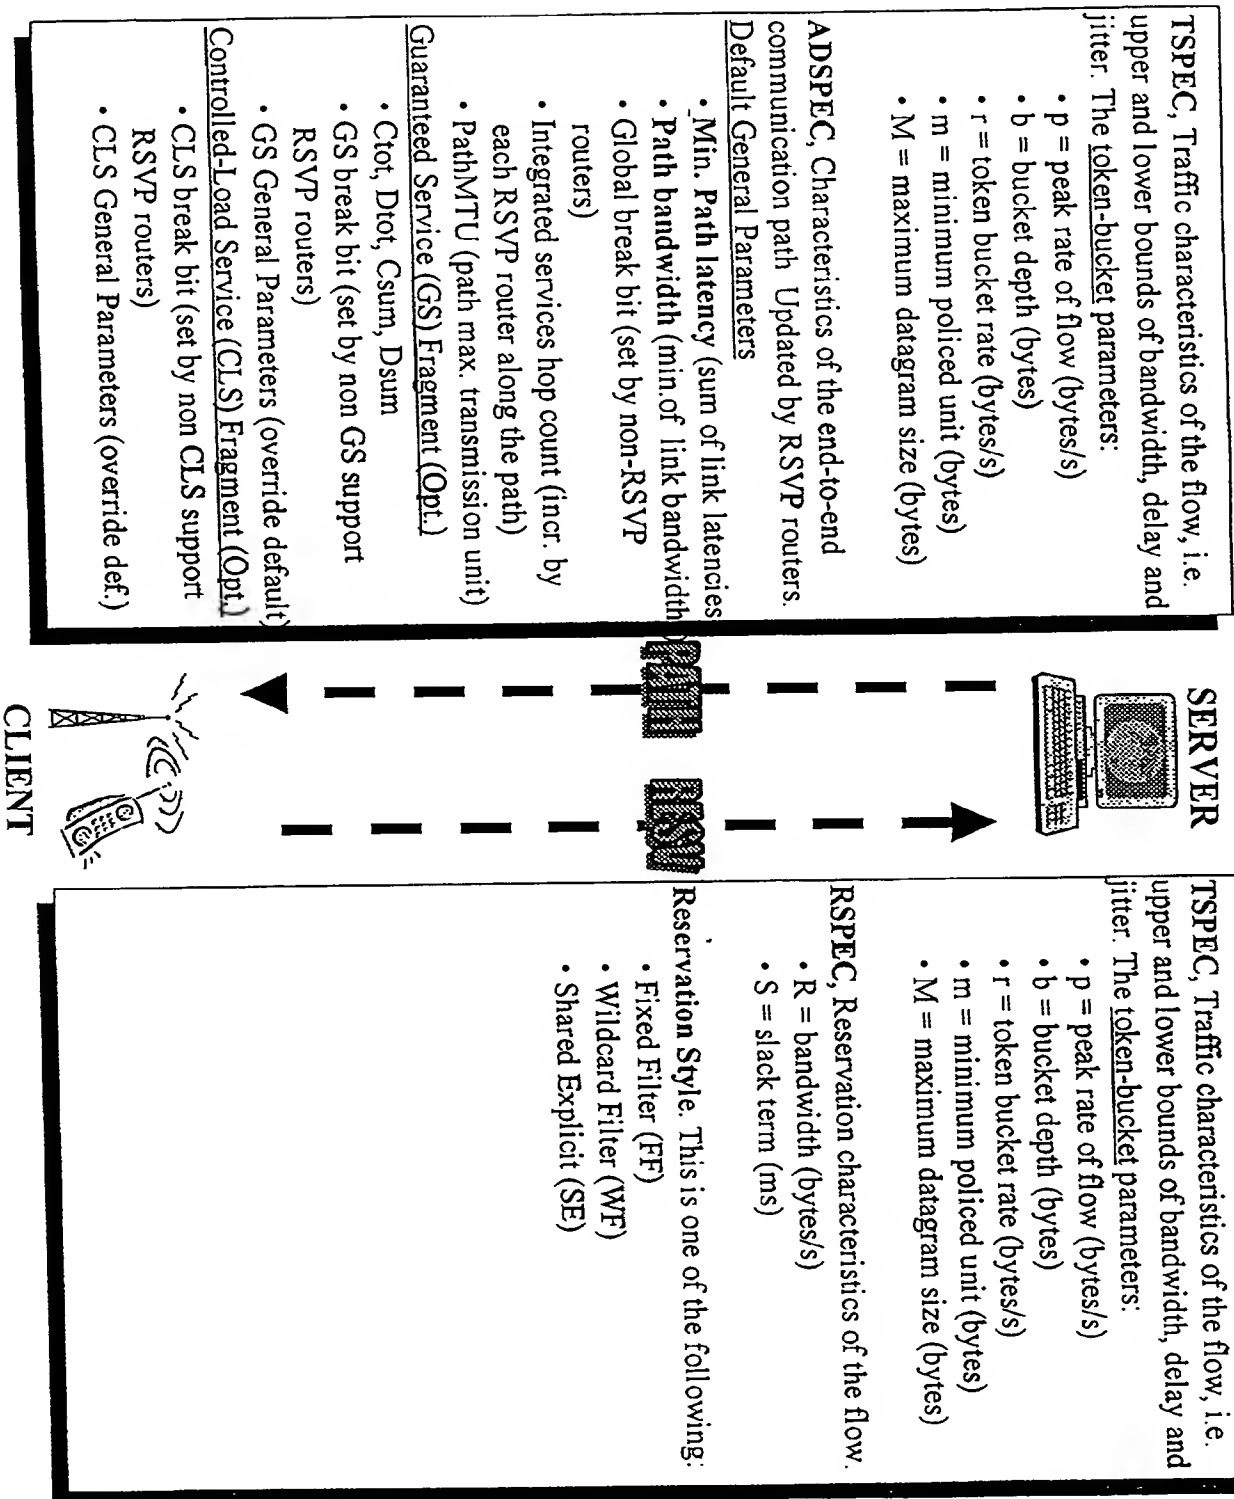 TSPEC, Traffic characteristics of the flow, i.e.
upper and lower bounds of bandwidth, delay and
jitter. The token-bucket parameters:
• p = peak rate of flow (bytes/s)
• b = bucket depth (bytes)
• r = token bucket rate (bytes/s)
• m = minimum policed unit (bytes)
• M = maximum datagram size (bytes)
ADSPEC, Characteristics of the end-to-end
communication path Updated by RSVP routers.
Default General Parameters
• Min. Path latency (sum of link latencies
• Path bandwidth (min.of link bandwidth)
• Global break bit (set by non-RSVP
routers)
• Integrated services hop count (incr. by
each RSVP router along the path)
• PathMTU (path max. transmission unit)
Guaranteed Service (GS) Fragment (Opt.)
• Ctot, Dtot, Csum, Dsum
• GS break bit (set by non GS support
RSVP routers)
• GS General Parameters (override default)
Controlled-Load Service (CLS) Fragment (Opt.)
• CLS break bit (set by non CLS support
RSVP routers)
• CLS General Parameters (override def.)
SERVER
PATH
RESV
CLIENT
TSPEC, Traffic characteristics of the flow, i.e.
upper and lower bounds of bandwidth, delay and
jitter. The token-bucket parameters:
• p = peak rate of flow (bytes/s)
• b = bucket depth (bytes)
• r = token bucket rate (bytes/s)
• m = minimum policed unit (bytes)
• M = maximum datagram size (bytes)
RSPEC, Reservation characteristics of the flow.
• R = bandwidth (bytes/s)
• S = slack term (ms)
Reservation Style. This is one of the following:
• Fixed Filter (FF)
• Wildcard Filter (WF)
• Shared Explicit (SE)